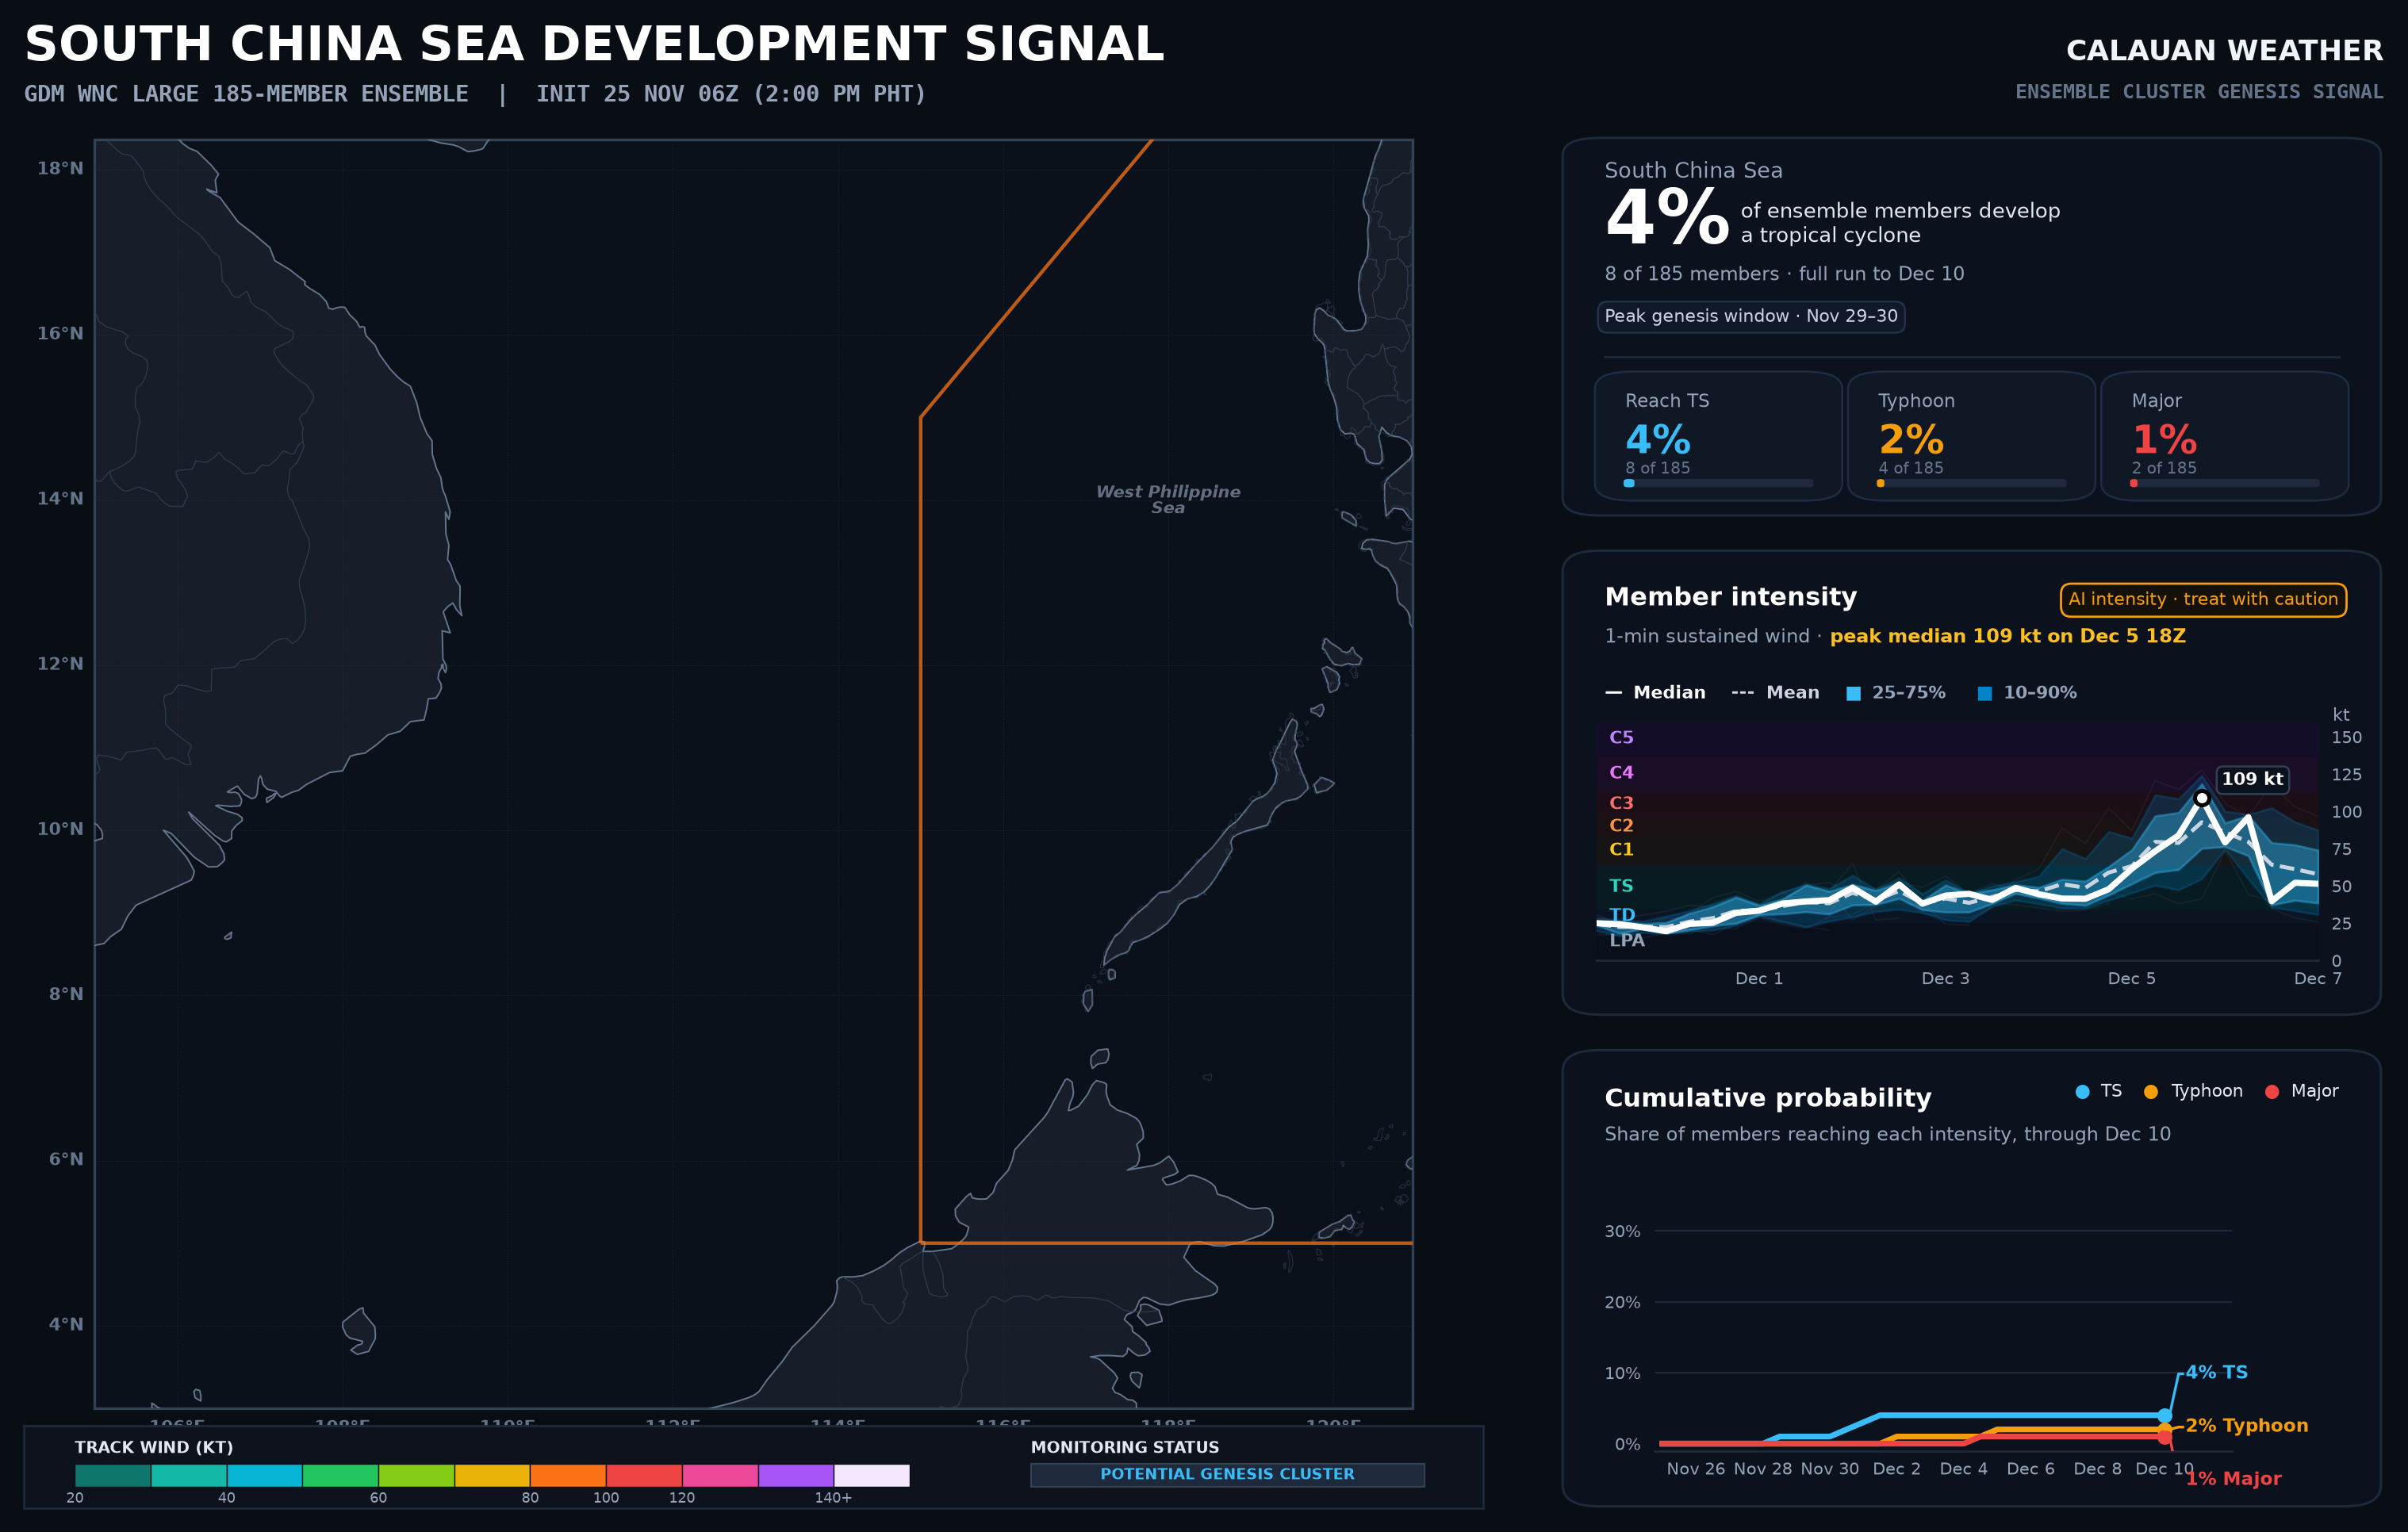 SOUTH CHINA SEA DEVELOPMENT SIGNAL
GDM WNC LARGE 185-MEMBER ENSEMBLE | INIT 25 NOV 06Z (2:00 PM PHT)
CALAUAN WEATHER
ENSEMBLE CLUSTER GENESIS SIGNAL
18°N
16°N
14°N
12°N
10°N
8°N
6°N
4°N
West Philippine
Sea
106°E 108°E 110°E 112°E 114°E 116°E 118°E 120°E
TRACK WIND (KT)
20 40 60 80 100 120 140+
MONITORING STATUS
POTENTIAL GENESIS CLUSTER
South China Sea
4% of ensemble members develop
a tropical cyclone
8 of 185 members · full run to Dec 10
Peak genesis window · Nov 29–30
Reach TS
4%
8 of 185
Typhoon
2%
4 of 185
Major
1%
2 of 185
Member intensity
AI intensity · treat with caution
1-min sustained wind · peak median 109 kt on Dec 5 18Z
Median Mean 25–75% 10–90%
kt
C5
C4
C3
C2
C1
TS
TD
LPA
109 kt
150
125
100
75
50
25
0
Dec 1 Dec 3 Dec 5 Dec 7
Cumulative probability
TS Typhoon Major
Share of members reaching each intensity, through Dec 10
30%
20%
10%
0%
4% TS
2% Typhoon
1% Major
Nov 26 Nov 28 Nov 30 Dec 2 Dec 4 Dec 6 Dec 8 Dec 10